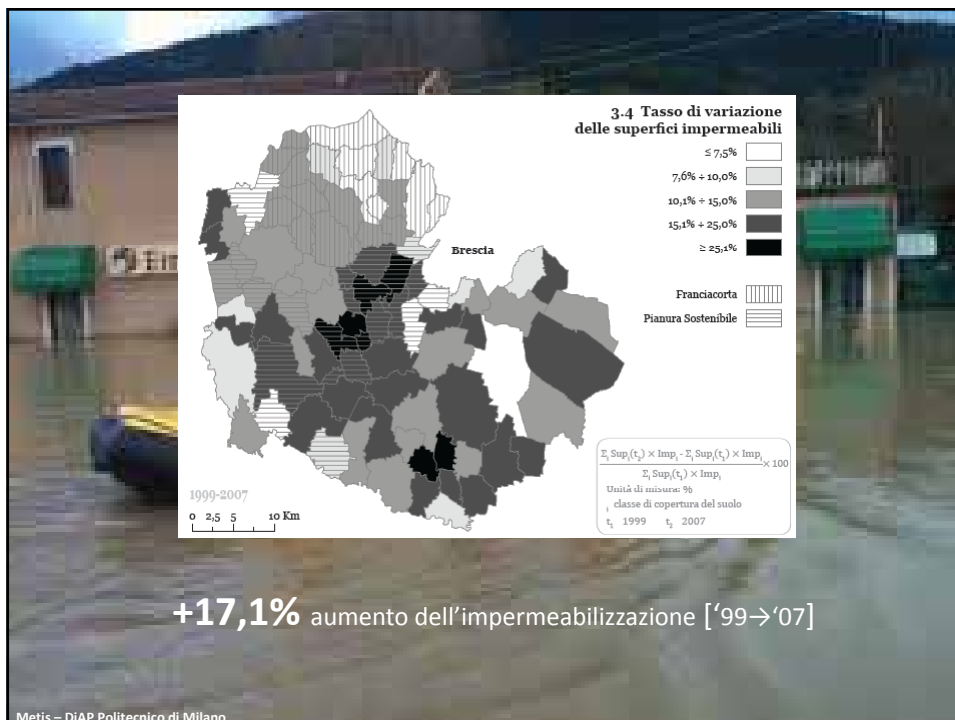 3.4 Tasso di variazione
delle superfici impermeabili
≤ 7,5%
7,6% ÷ 10,0%
10,1% ÷ 15,0%
15,1% ÷ 25,0%
≥ 25,1%
Brescia
Franciacorta
Pianura Sostenibile
Σᵢ Supᵢ(t₂) × Impᵢ - Σᵢ Supᵢ(t₁) × Impᵢ
× 100
Σᵢ Supᵢ(t₁) × Impᵢ
Unità di misura: %
ᵢ classe di copertura del suolo
t₁ 1999 t₂ 2007
1999-2007
0 2,5 5 10 Km
+17,1% aumento dell'impermeabilizzazione [‘99→‘07]
Metis – DiAP Politecnico di Milano